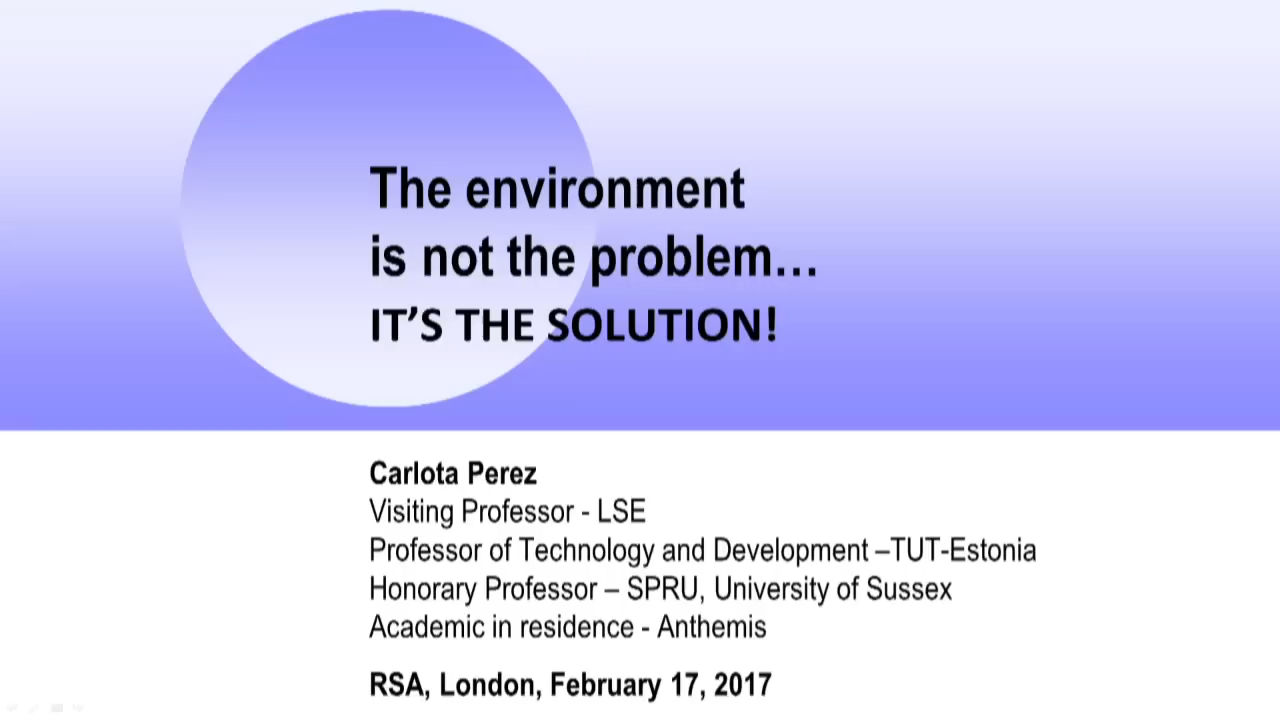 The environment
is not the problem…
IT’S THE SOLUTION!
Carlota Perez
Visiting Professor - LSE
Professor of Technology and Development –TUT-Estonia
Honorary Professor – SPRU, University of Sussex
Academic in residence - Anthemis
RSA, London, February 17, 2017